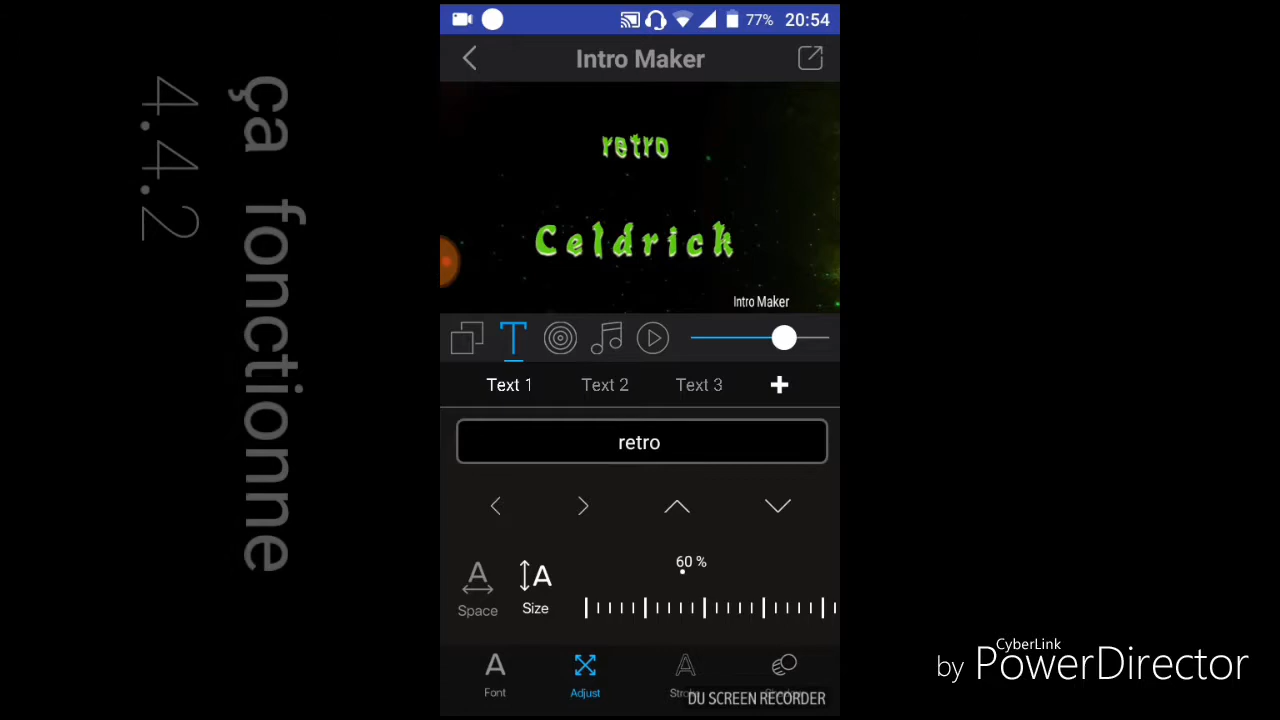 ça fonctionne
4.4.2
77% 20:54
Intro Maker
retro
Celdrick
Intro Maker
Text 1 Text 2 Text 3
retro
60 %
Space Size
Font Adjust
DU SCREEN RECORDER
CyberLink
by PowerDirector